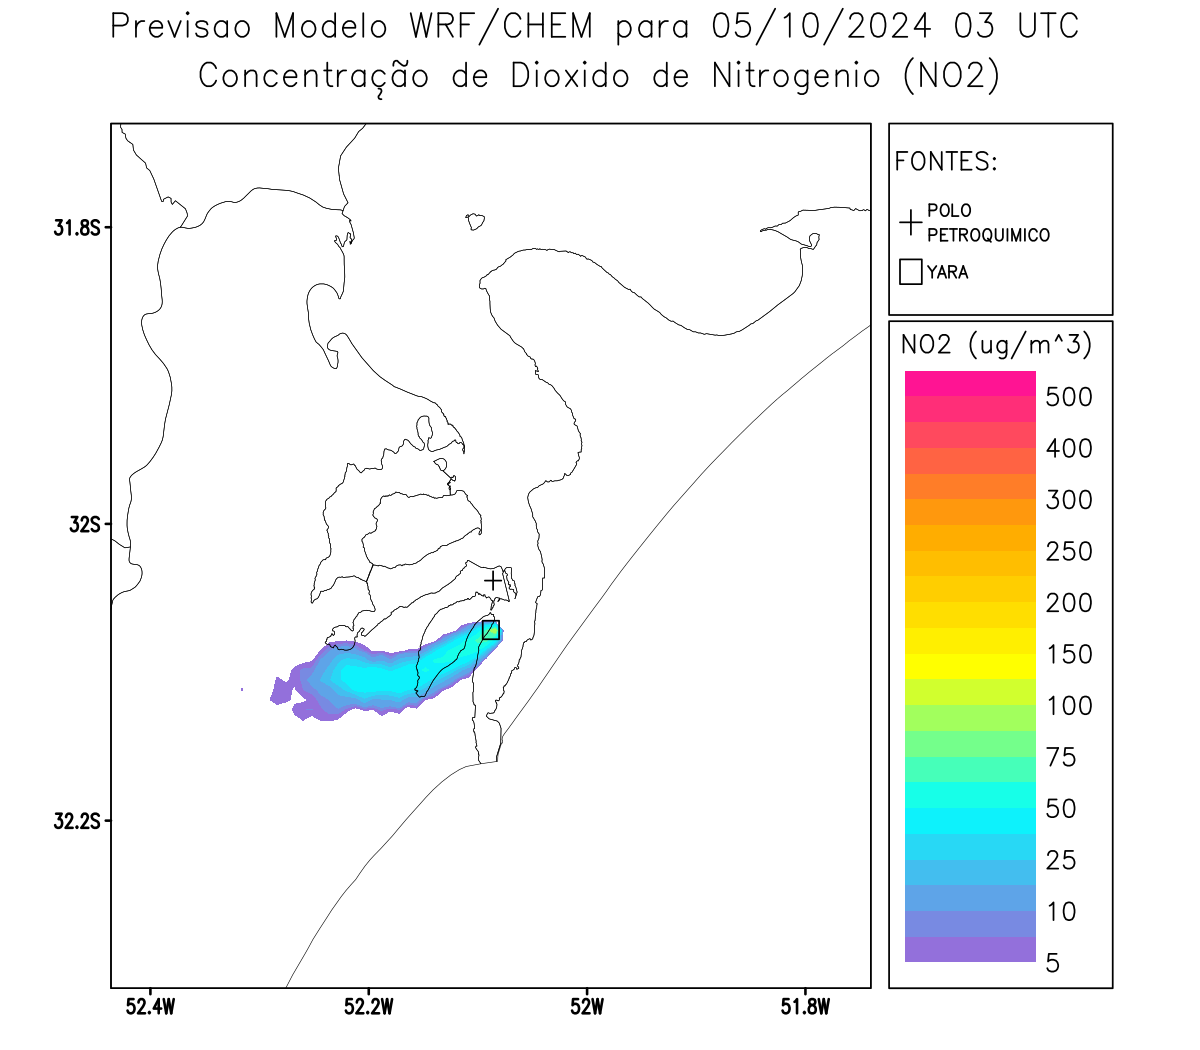 Previsao Modelo WRF/CHEM para 05/10/2024 03 UTC
Concentração de Dioxido de Nitrogenio (NO2)
FONTES:
POLO
PETROQUIMICO
YARA
NO2 (ug/m^3)
500
400
300
250
200
150
100
75
50
25
10
5
31.8S
32S
32.2S
52.4W
52.2W
52W
51.8W